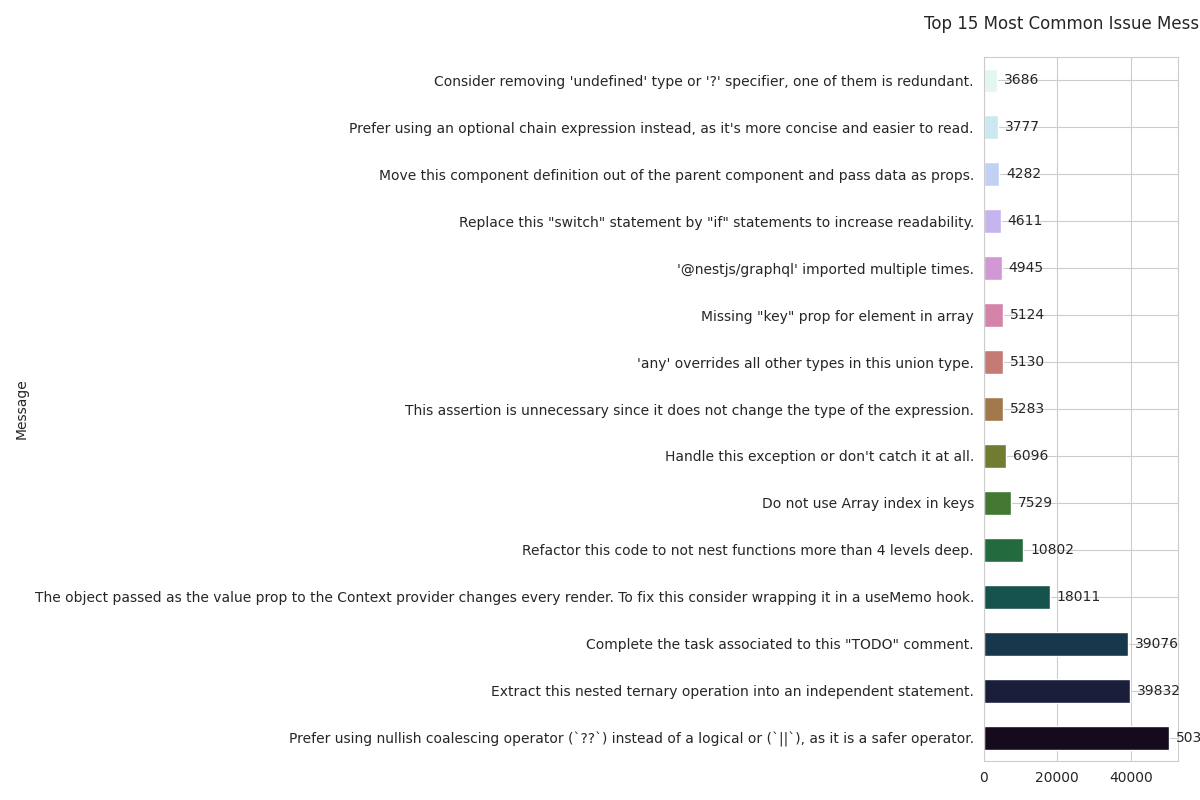 Top 15 Most Common Issue Mess
Consider removing 'undefined' type or '?' specifier, one of them is redundant. 3686
Prefer using an optional chain expression instead, as it's more concise and easier to read. 3777
Move this component definition out of the parent component and pass data as props. 4282
Replace this "switch" statement by "if" statements to increase readability. 4611
'@nestjs/graphql' imported multiple times. 4945
Missing "key" prop for element in array 5124
'any' overrides all other types in this union type. 5130
This assertion is unnecessary since it does not change the type of the expression. 5283
Handle this exception or don't catch it at all. 6096
Do not use Array index in keys 7529
Refactor this code to not nest functions more than 4 levels deep. 10802
The object passed as the value prop to the Context provider changes every render. To fix this consider wrapping it in a useMemo hook. 18011
Complete the task associated to this "TODO" comment. 39076
Extract this nested ternary operation into an independent statement. 39832
Prefer using nullish coalescing operator (`??`) instead of a logical or (`||`), as it is a safer operator. 503
0 20000 40000
Message